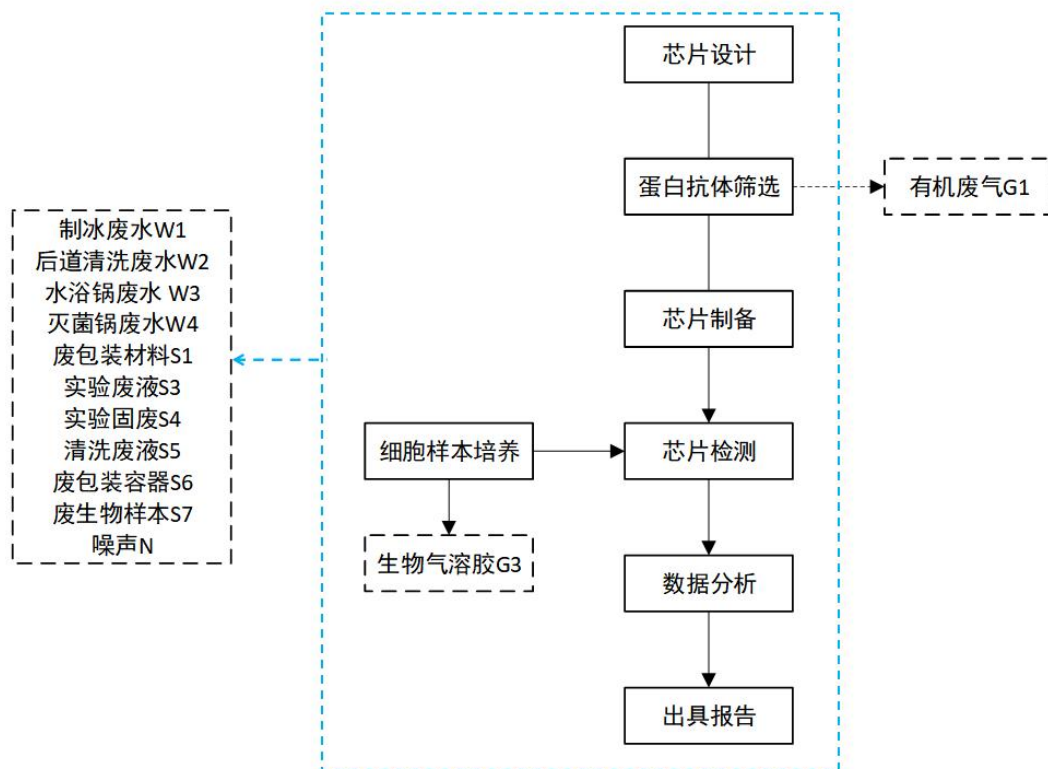 芯片设计
蛋白抗体筛选
有机废气G1
制冰废水W1
后道清洗废水W2
水浴锅废水 W3
灭菌锅废水W4
废包装材料S1
实验废液S3
实验固废S4
清洗废液S5
废包装容器S6
废生物样本S7
噪声N
芯片制备
细胞样本培养
芯片检测
生物气溶胶G3
数据分析
出具报告